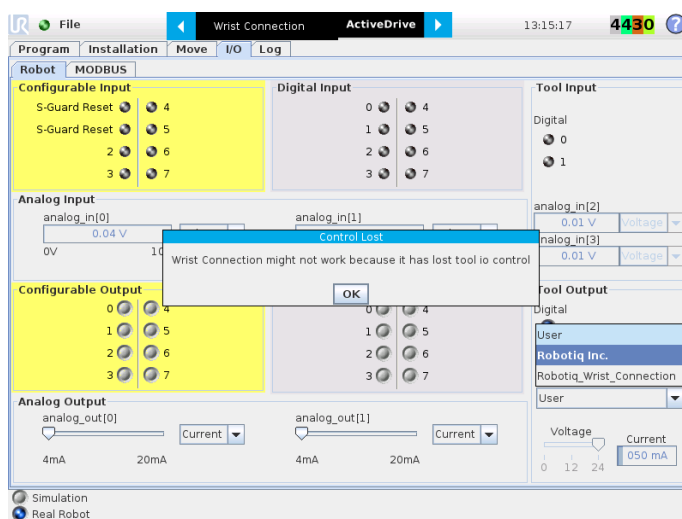 UR File Wrist Connection ActiveDrive 13:15:17 4430 ?
Program Installation Move I/O Log
Robot MODBUS
Configurable Input Digital Input Tool Input
S-Guard Reset 4 0 4
Digital
S-Guard Reset 5 1 5
0
2 6 2 6
1
3 7 3 7
Analog Input
analog_in[0] analog_in[1] analog_in[2]
0.04 V 0.01 V Voltage
Control Lost
0V 10
0.01 V Voltage
Wrist Connection might not work because it has lost tool io control
OK
Configurable Output Tool Output
0 4 0 4 Digital
1 5 1 5 User
2 6 2 6 Robotiq Inc.
3 7 3 7 Robotiq_Wrist_Connection
Analog Output User
analog_out[0] analog_out[1]
Current Current
4mA 20mA 4mA 20mA
Voltage Current
0 12 24 050 mA
Simulation
Real Robot